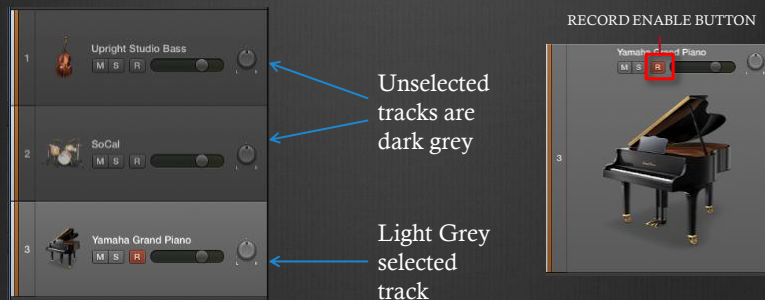 RECORD ENABLE BUTTON
1
Upright Studio Bass
M S R
L R
2
SoCal
M S R
L R
3
Yamaha Grand Piano
M S R
L R
Unselected
tracks are
dark grey
Light Grey
selected
track
Yamaha Grand Piano
M S R
L R
3